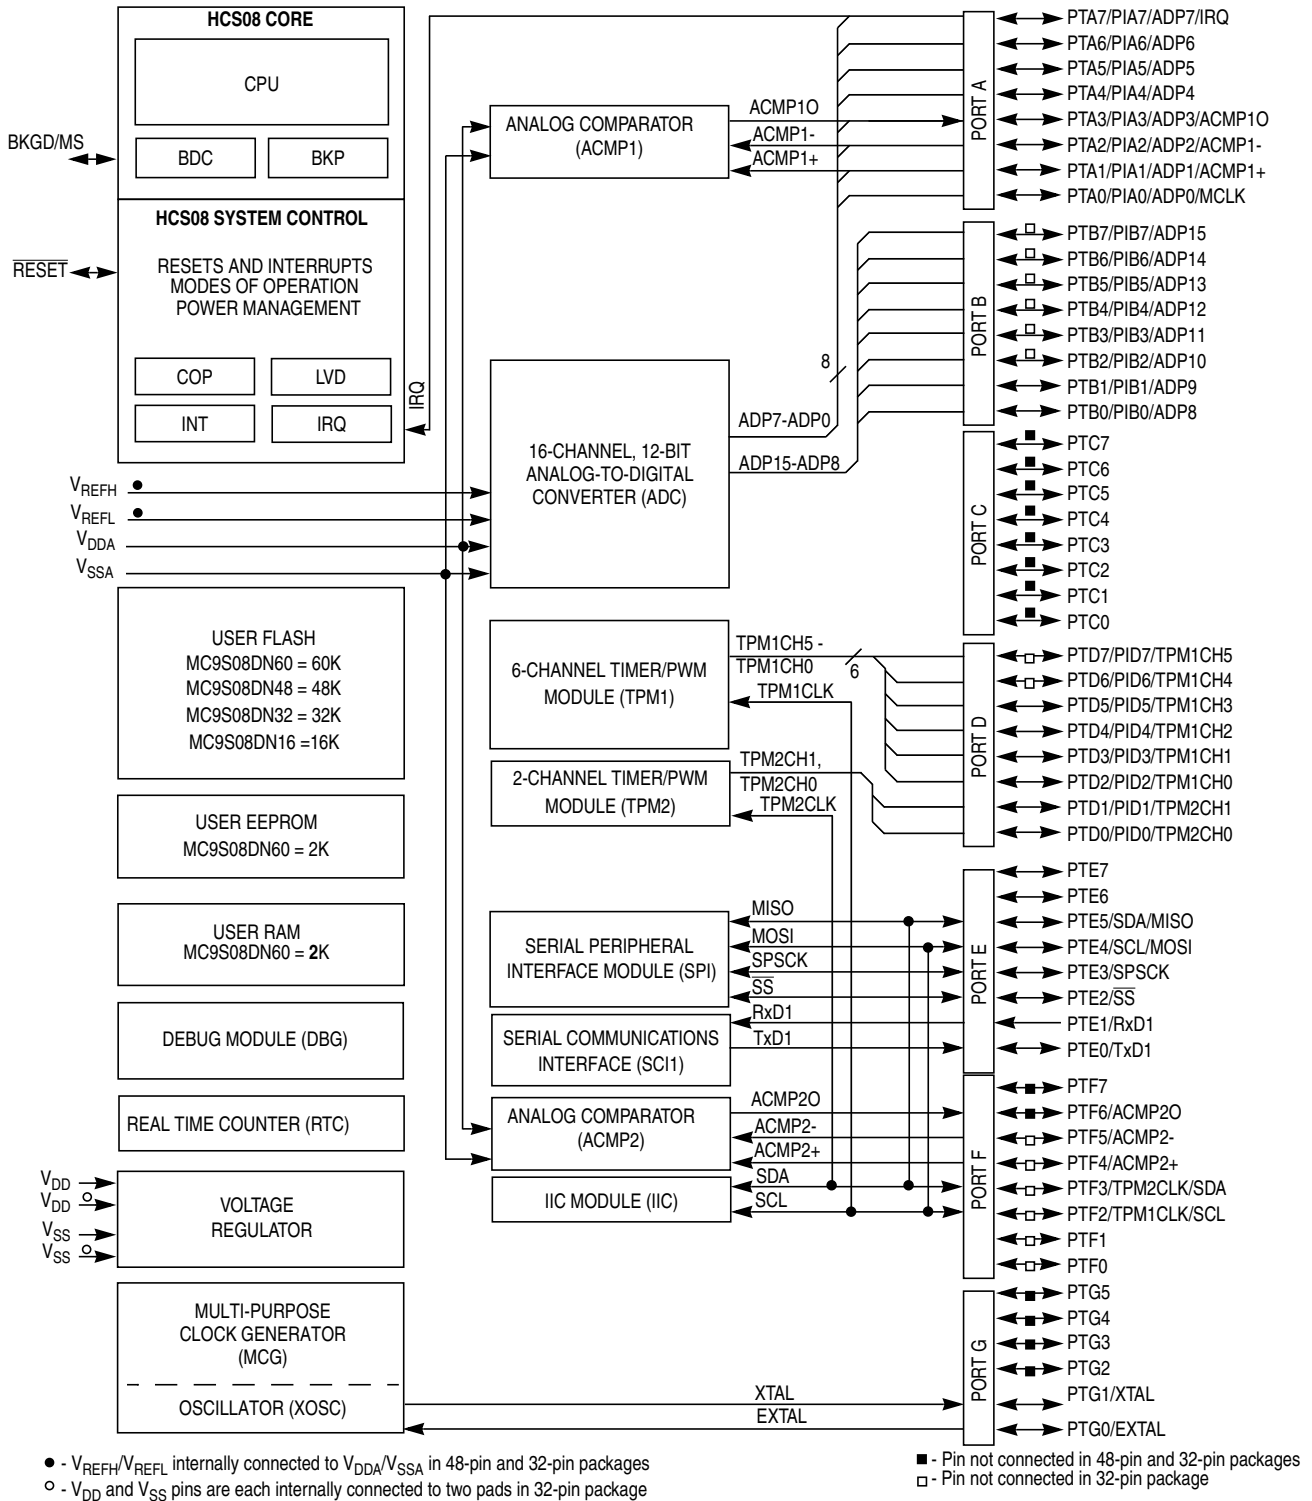 HCS08 CORE
CPU
BDC
BKP
BKGD/MS
HCS08 SYSTEM CONTROL
RESET
RESETS AND INTERRUPTS
MODES OF OPERATION
POWER MANAGEMENT
COP
LVD
INT
IRQ
IRQ
VREFH
VREFL
VDDA
VSSA
USER FLASH
MC9S08DN60 = 60K
MC9S08DN48 = 48K
MC9S08DN32 = 32K
MC9S08DN16 =16K
USER EEPROM
MC9S08DN60 = 2K
USER RAM
MC9S08DN60 = 2K
DEBUG MODULE (DBG)
REAL TIME COUNTER (RTC)
VDD
VDD
VSS
VSS
VOLTAGE
REGULATOR
MULTI-PURPOSE
CLOCK GENERATOR
(MCG)
OSCILLATOR (XOSC)
ANALOG COMPARATOR
(ACMP1)
ACMP1O
ACMP1-
ACMP1+
16-CHANNEL, 12-BIT
ANALOG-TO-DIGITAL
CONVERTER (ADC)
8
ADP7-ADP0
ADP15-ADP8
6-CHANNEL TIMER/PWM
MODULE (TPM1)
TPM1CH5 -
TPM1CH0
6
TPM1CLK
2-CHANNEL TIMER/PWM
MODULE (TPM2)
TPM2CH1,
TPM2CH0
TPM2CLK
SERIAL PERIPHERAL
INTERFACE MODULE (SPI)
MISO
MOSI
SPSCK
SS
SERIAL COMMUNICATIONS
INTERFACE (SCI1)
RxD1
TxD1
ANALOG COMPARATOR
(ACMP2)
ACMP2O
ACMP2-
ACMP2+
IIC MODULE (IIC)
SDA
SCL
XTAL
EXTAL
PORT A
PTA7/PIA7/ADP7/IRQ
PTA6/PIA6/ADP6
PTA5/PIA5/ADP5
PTA4/PIA4/ADP4
PTA3/PIA3/ADP3/ACMP1O
PTA2/PIA2/ADP2/ACMP1-
PTA1/PIA1/ADP1/ACMP1+
PTA0/PIA0/ADP0/MCLK
PORT B
PTB7/PIB7/ADP15
PTB6/PIB6/ADP14
PTB5/PIB5/ADP13
PTB4/PIB4/ADP12
PTB3/PIB3/ADP11
PTB2/PIB2/ADP10
PTB1/PIB1/ADP9
PTB0/PIB0/ADP8
PORT C
PTC7
PTC6
PTC5
PTC4
PTC3
PTC2
PTC1
PTC0
PORT D
PTD7/PID7/TPM1CH5
PTD6/PID6/TPM1CH4
PTD5/PID5/TPM1CH3
PTD4/PID4/TPM1CH2
PTD3/PID3/TPM1CH1
PTD2/PID2/TPM1CH0
PTD1/PID1/TPM2CH1
PTD0/PID0/TPM2CH0
PORT E
PTE7
PTE6
PTE5/SDA/MISO
PTE4/SCL/MOSI
PTE3/SPSCK
PTE2/SS
PTE1/RxD1
PTE0/TxD1
PORT F
PTF7
PTF6/ACMP2O
PTF5/ACMP2-
PTF4/ACMP2+
PTF3/TPM2CLK/SDA
PTF2/TPM1CLK/SCL
PTF1
PTF0
PORT G
PTG5
PTG4
PTG3
PTG2
PTG1/XTAL
PTG0/EXTAL
● - VREFH/VREFL internally connected to VDDA/VSSA in 48-pin and 32-pin packages
○ - VDD and VSS pins are each internally connected to two pads in 32-pin package
■ - Pin not connected in 48-pin and 32-pin packages
□ - Pin not connected in 32-pin package